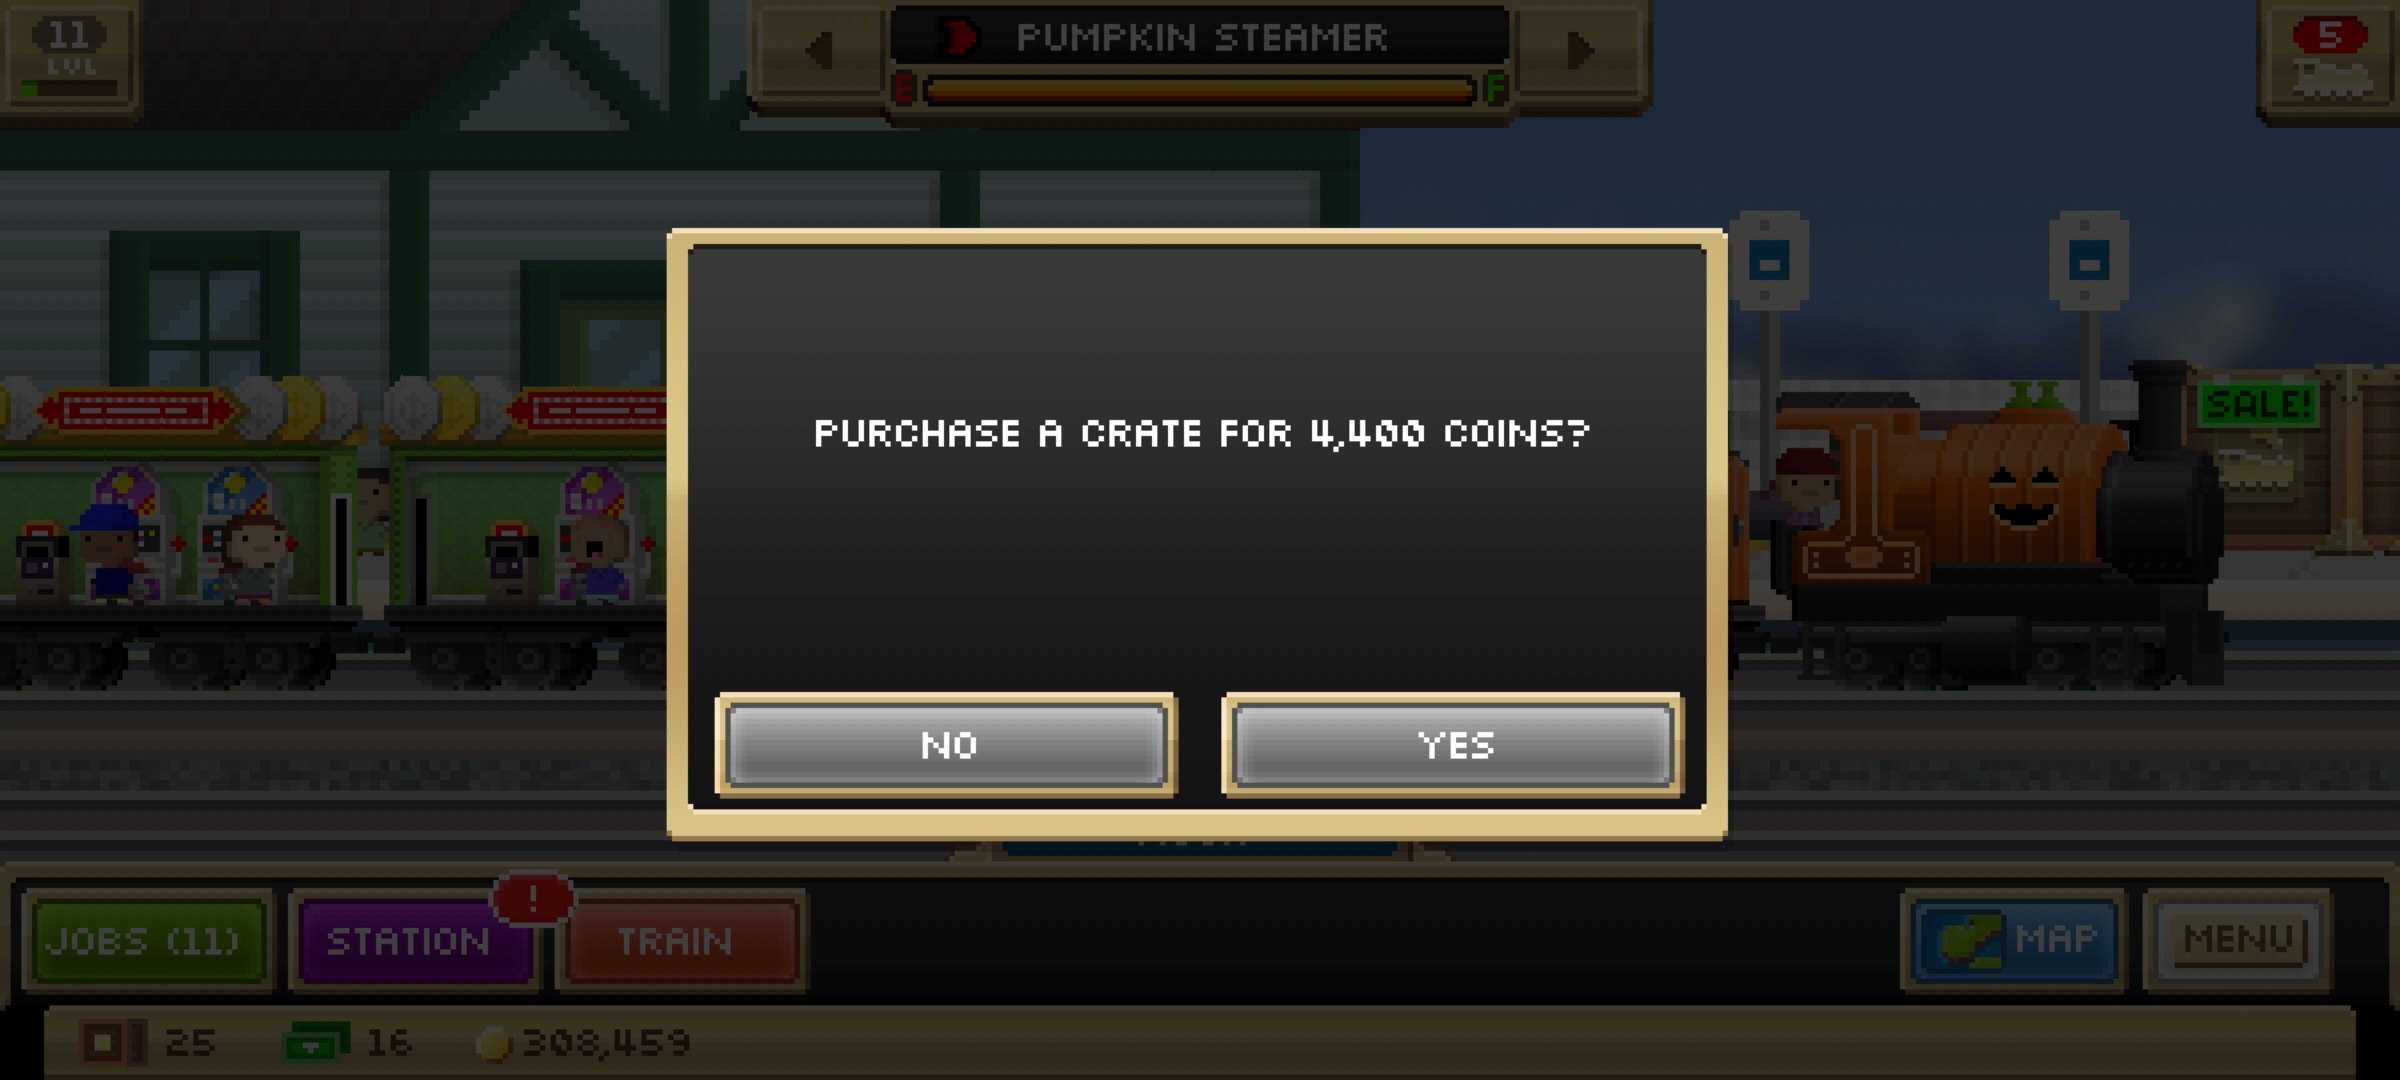 11
LVL
PUMPKIN STEAMER
E F
5
SALE!
PURCHASE A CRATE FOR 4,400 COINS?
NO
YES
JOBS (11)
STATION
!
TRAIN
MAP
MENU
25
16
308,459